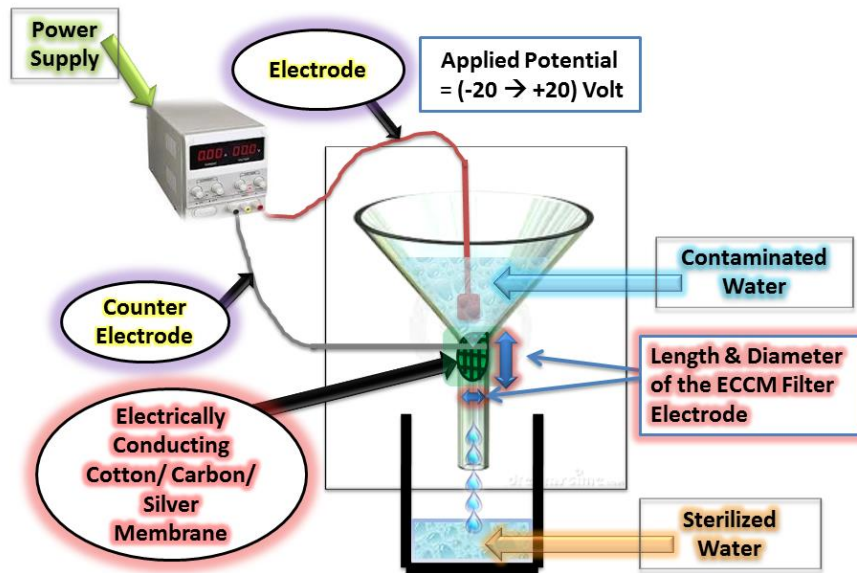 Power
Supply
Electrode
Applied Potential
= (-20 → +20) Volt
Contaminated
Water
Counter
Electrode
Length & Diameter
of the ECCM Filter
Electrode
Electrically
Conducting
Cotton/ Carbon/
Silver
Membrane
Sterilized
Water